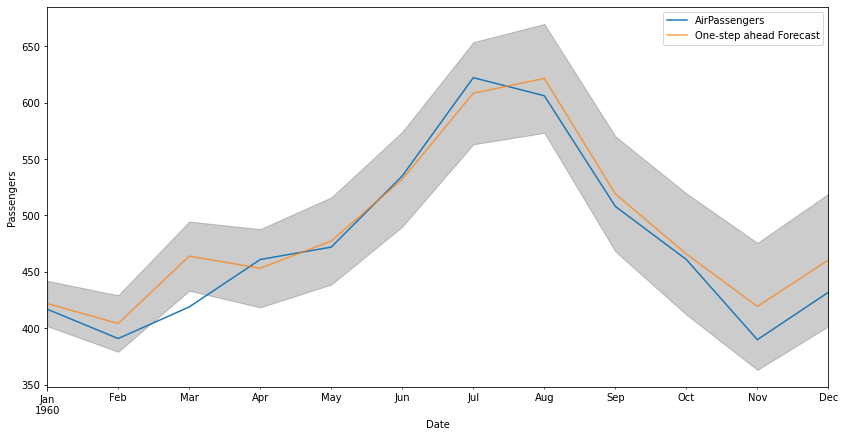 AirPassengers
One-step ahead Forecast
650
600
550
500
450
400
350
Passengers
Jan Feb Mar Apr May Jun Jul Aug Sep Oct Nov Dec
1960
Date